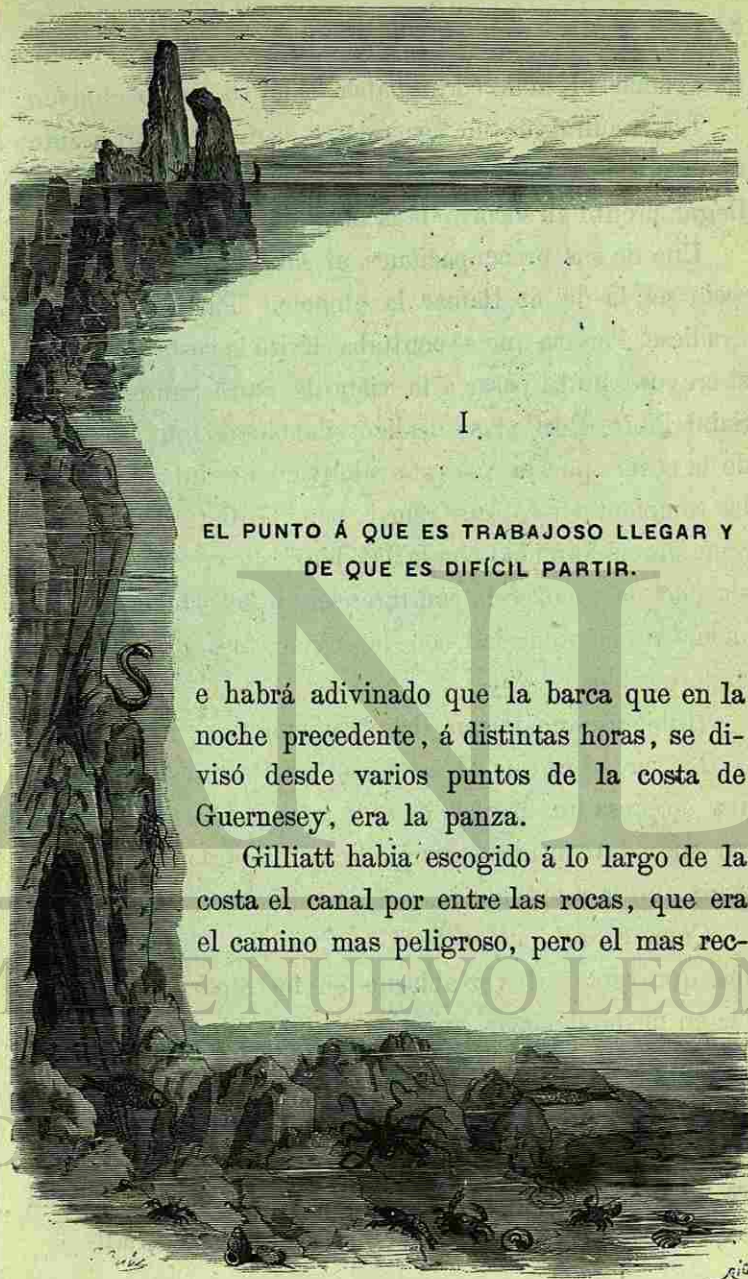 I
EL PUNTO Á QUE ES TRABAJOSO LLEGAR Y
DE QUE ES DIFÍCIL PARTIR.
Se habrá adivinado que la barca que en la
noche precedente, á distintas horas, se di-
visó desde varios puntos de la costa de
Guernesey, era la panza.
Gilliatt habia escogido á lo largo de la
costa el canal por entre las rocas, que era
el camino mas peligroso, pero el mas rec-
DE NUEVO LEON